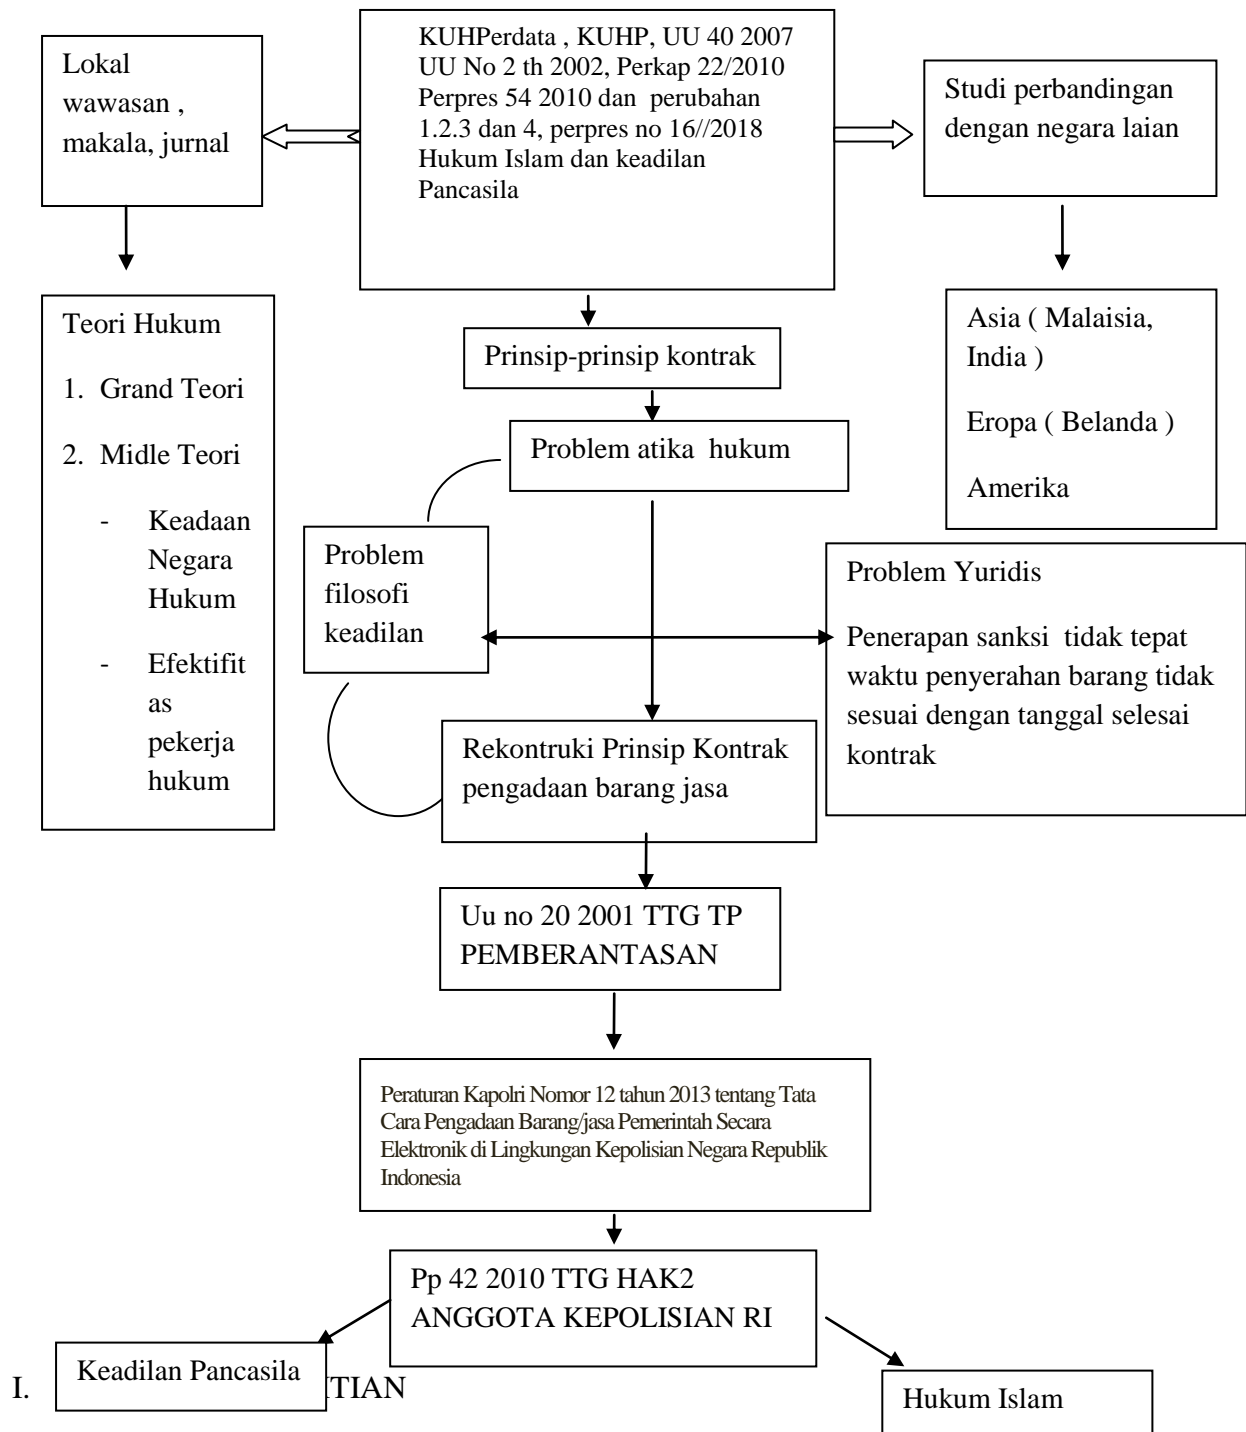 KUHPerdata , KUHP, UU 40 2007
UU No 2 th 2002, Perkap 22/2010
Perpres 54 2010 dan perubahan
1.2.3 dan 4, perpres no 16//2018
Hukum Islam dan keadilan
Pancasila
Lokal
wawasan ,
makala, jurnal
Studi perbandingan
dengan negara laian
Teori Hukum
1. Grand Teori
2. Midle Teori
- Keadaan
Negara
Hukum
- Efektifit
as
pekerja
hukum
Prinsip-prinsip kontrak
Asia ( Malaisia,
India )
Eropa ( Belanda )
Amerika
Problem atika hukum
Problem
filosofi
keadilan
Problem Yuridis
Penerapan sanksi tidak tepat
waktu penyerahan barang tidak
sesuai dengan tanggal selesai
kontrak
Rekontruki Prinsip Kontrak
pengadaan barang jasa
Uu no 20 2001 TTG TP
PEMBERANTASAN
Peraturan Kapolri Nomor 12 tahun 2013 tentang Tata
Cara Pengadaan Barang/jasa Pemerintah Secara
Elektronik di Lingkungan Kepolisian Negara Republik
Indonesia
Pp 42 2010 TTG HAK2
ANGGOTA KEPOLISIAN RI
Keadilan Pancasila
I. TIAN
Hukum Islam